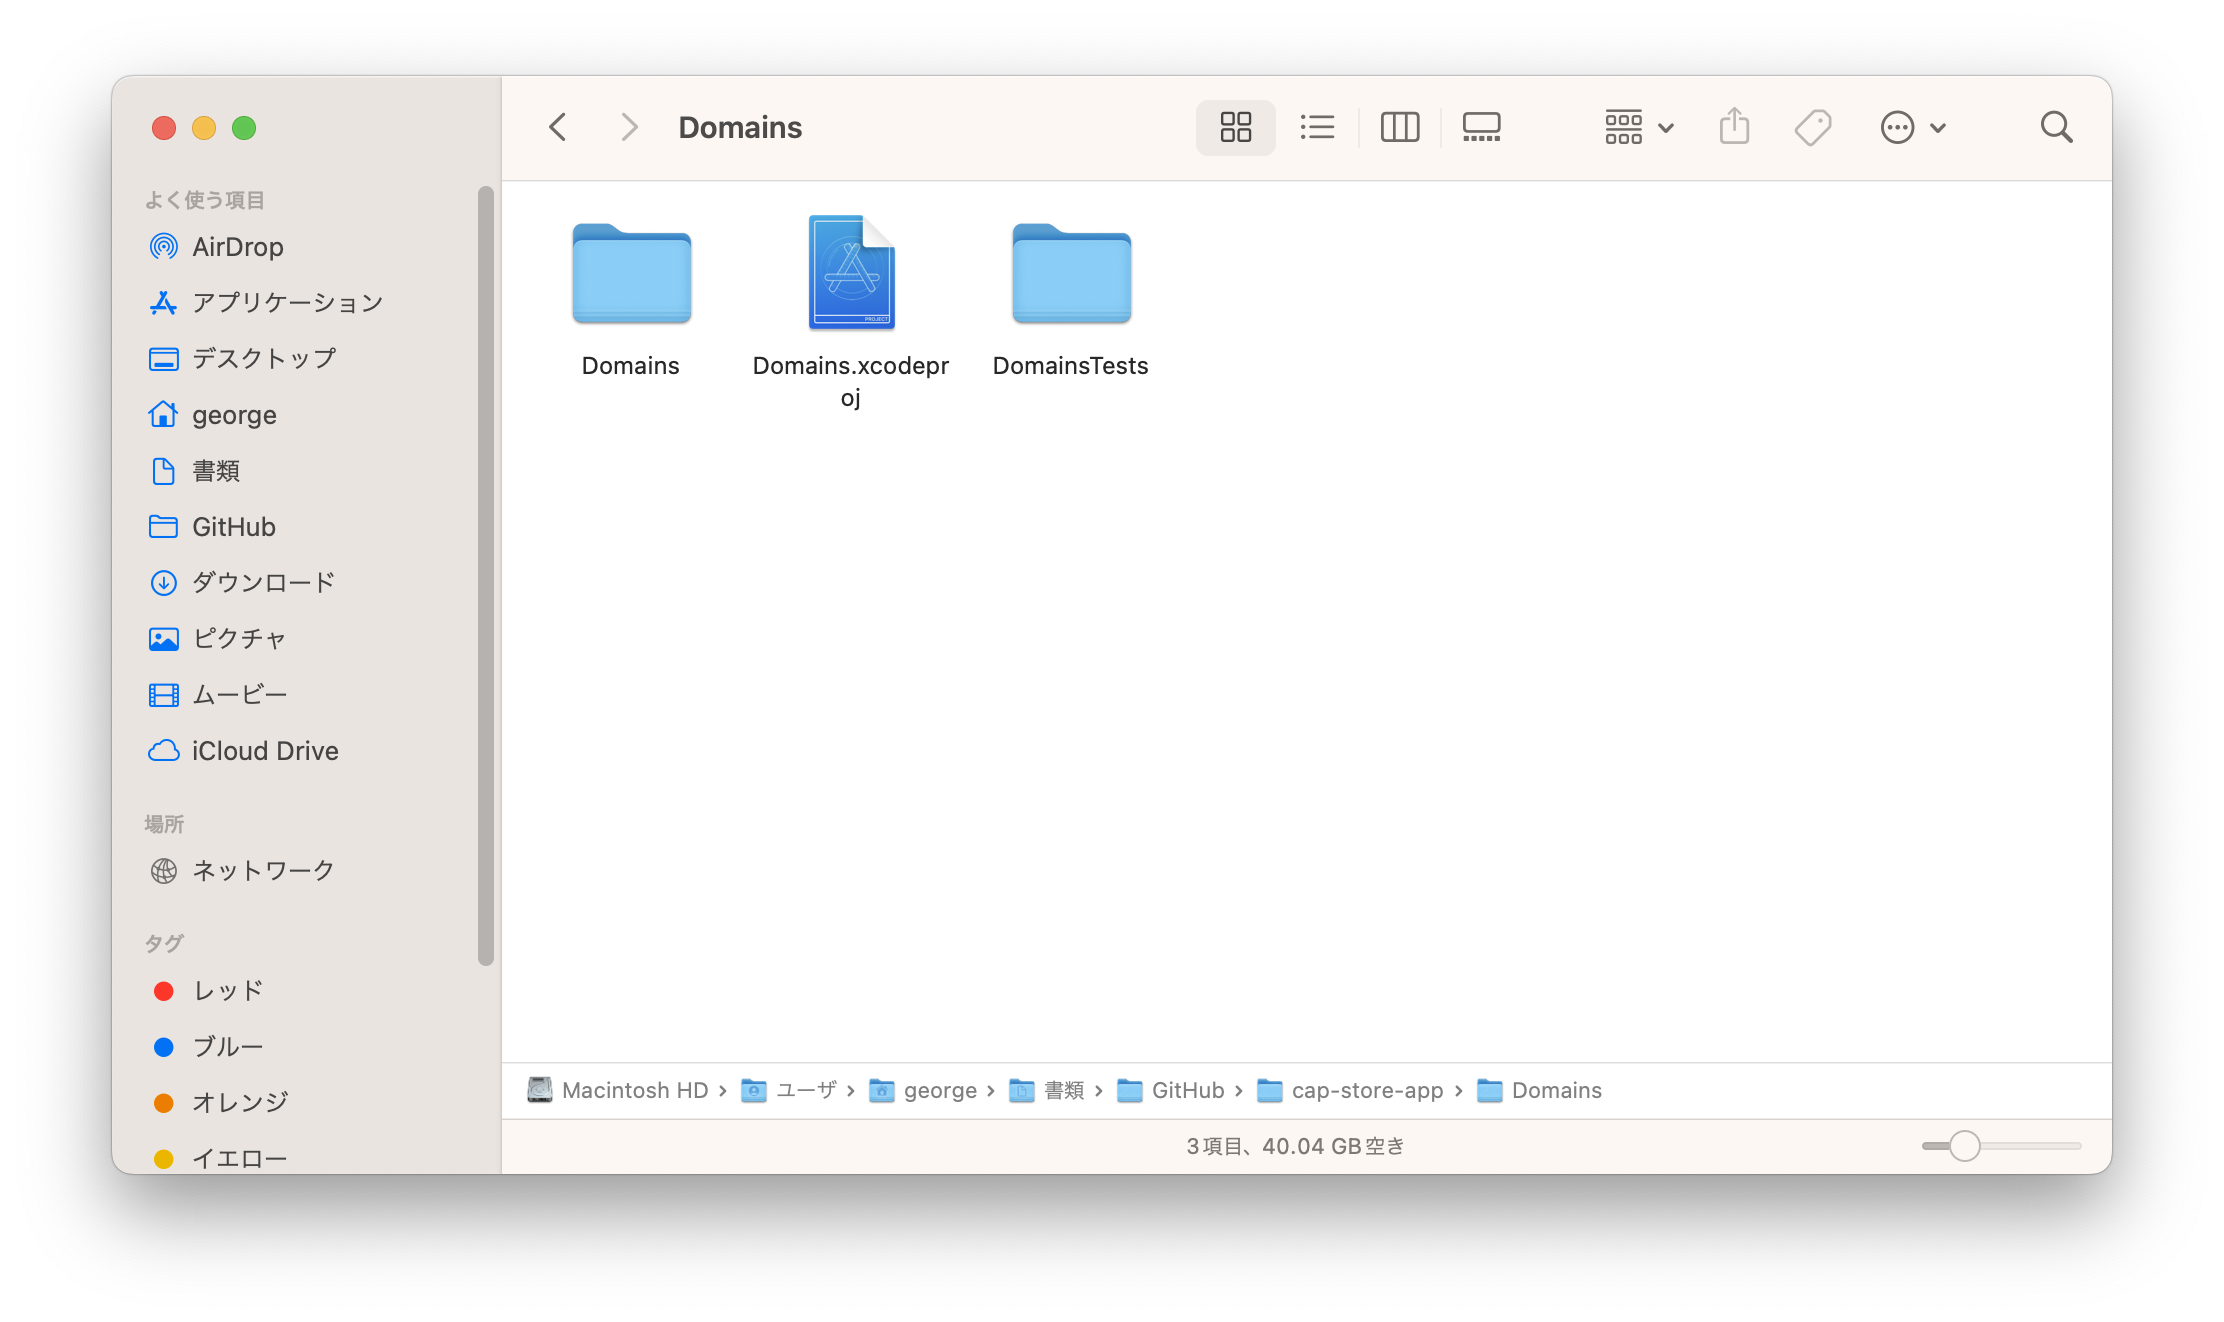 よく使う項目
AirDrop
アプリケーション
デスクトップ
george
書類
GitHub
ダウンロード
ピクチャ
ムービー
iCloud Drive
場所
ネットワーク
タグ
レッド
ブルー
オレンジ
イエロー
Domains
PROJECT
Domains
Domains.xcodepr
oj
DomainsTests
Macintosh HD › ユーザ › george › 書類 › GitHub › cap-store-app › Domains
3項目、40.04 GB空き